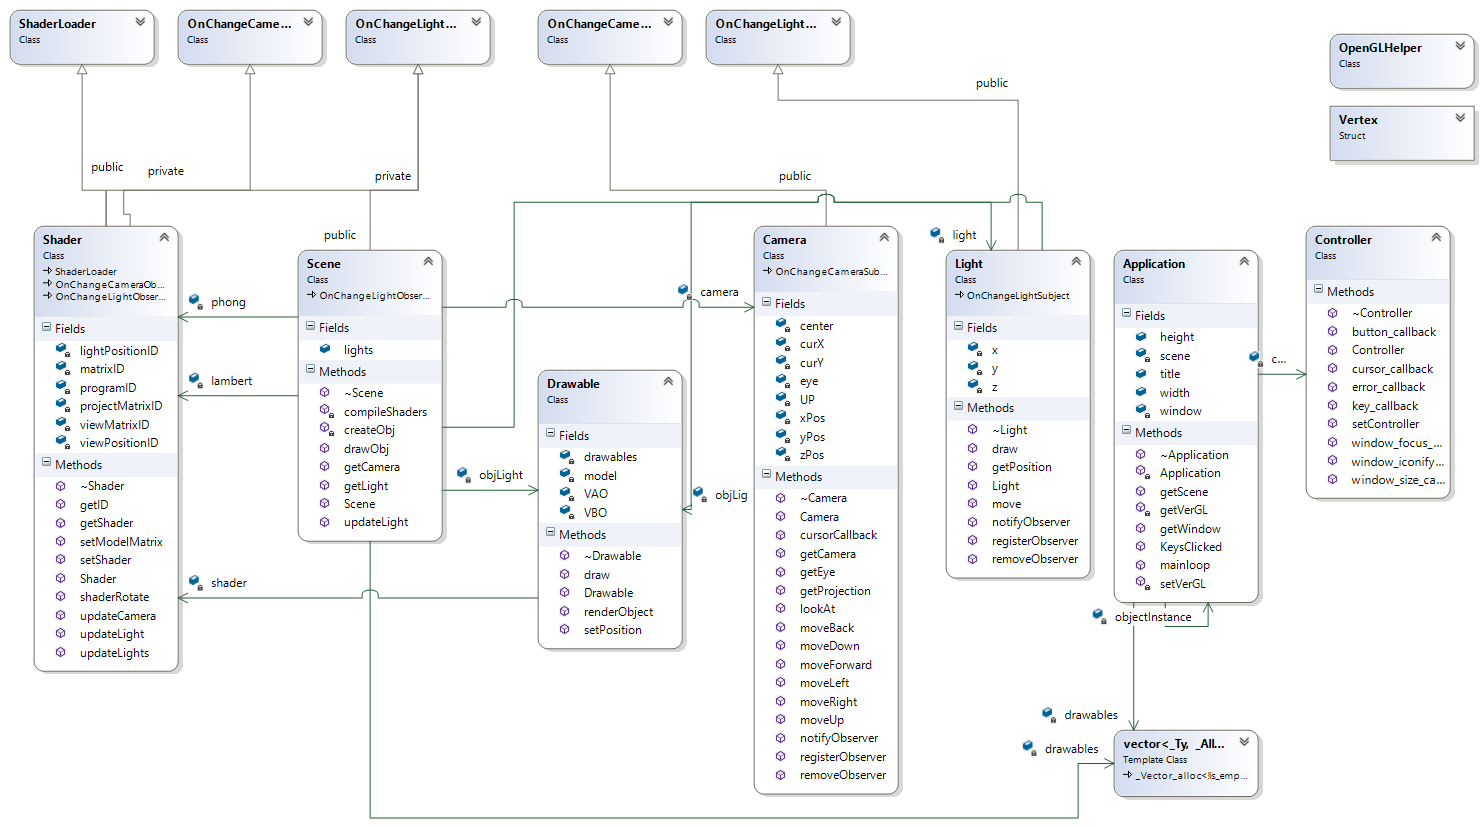 ShaderLoader
Class
OnChangeCame...
Class
OnChangeLight...
Class
OnChangeCame...
Class
OnChangeLight...
Class
OpenGLHelper
Class
Vertex
Struct
public
private
private
public
public
public
Shader
Class
ShaderLoader
OnChangeCameraOb...
OnChangeLightObser...
Fields
lightPositionID
matrixID
programID
projectMatrixID
viewMatrixID
viewPositionID
Methods
~Shader
getID
getShader
setModelMatrix
setShader
Shader
shaderRotate
updateCamera
updateLight
updateLights
phong
lambert
shader
Scene
Class
OnChangeLightObser...
Fields
lights
Methods
~Scene
compileShaders
createObj
drawObj
getCamera
getLight
Scene
updateLight
objLight
Drawable
Class
Fields
drawables
model
VAO
VBO
Methods
~Drawable
draw
Drawable
renderObject
setPosition
camera
objLig
Camera
Class
OnChangeCameraSub...
Fields
center
curX
curY
eye
UP
xPos
yPos
zPos
Methods
~Camera
Camera
cursorCallback
getCamera
getEye
getProjection
lookAt
moveBack
moveDown
moveForward
moveLeft
moveRight
moveUp
notifyObserver
registerObserver
removeObserver
light
Light
Class
OnChangeLightSubject
Fields
x
y
z
Methods
~Light
draw
getPosition
Light
move
notifyObserver
registerObserver
removeObserver
Application
Class
Fields
height
scene
title
width
window
Methods
~Application
Application
getScene
getVerGL
getWindow
KeysClicked
mainloop
setVerGL
c...
objectInstance
Controller
Class
Methods
~Controller
button_callback
Controller
cursor_callback
error_callback
key_callback
setController
window_focus_...
window_iconify...
window_size_ca...
drawables
drawables
vector<_Ty, _All...
Template Class
_Vector_alloc<!is_emp...